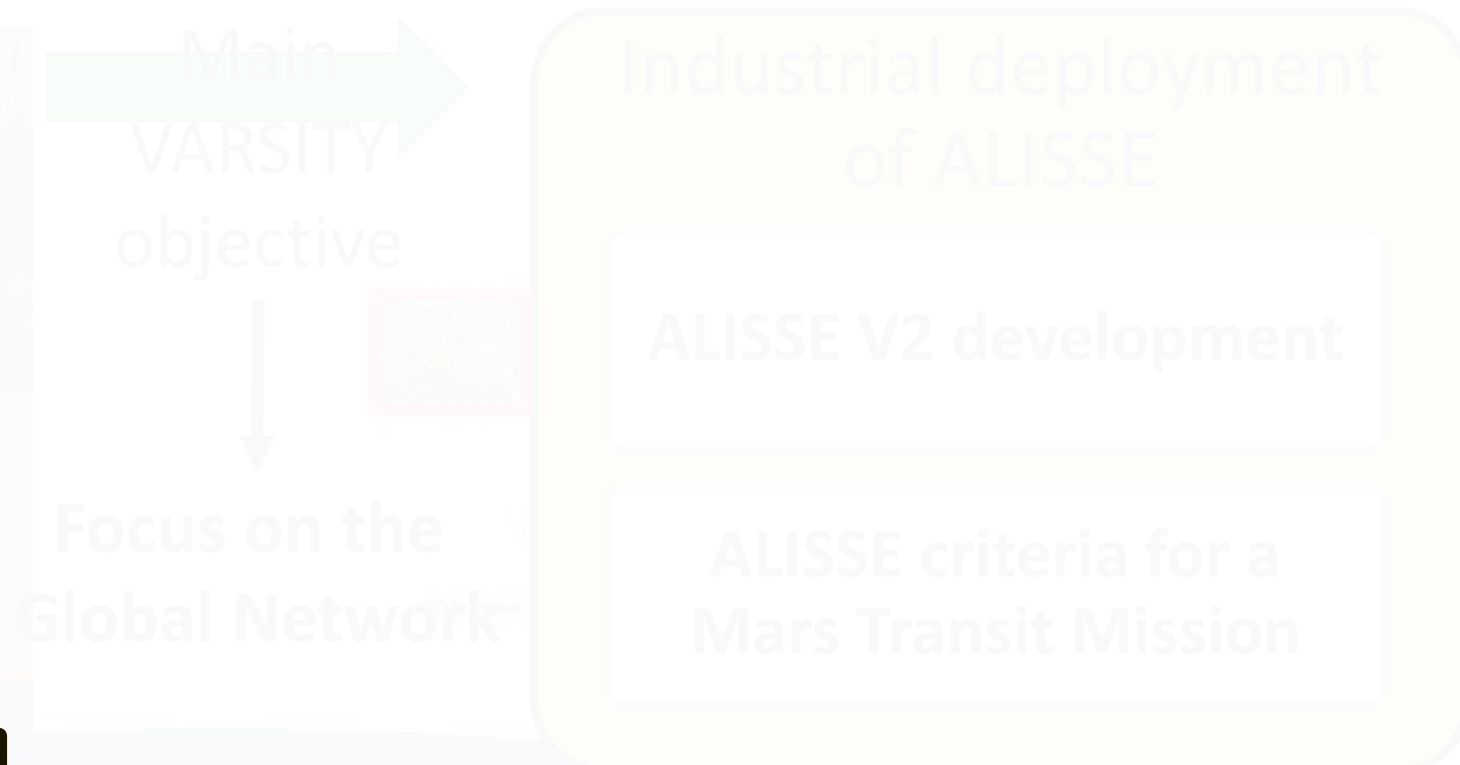 Main
VARSITY
objective
Focus on the
Global Network
Industrial deployment
of ALISSE
ALISSE V2 development
ALISSE criteria for a
Mars Transit Mission